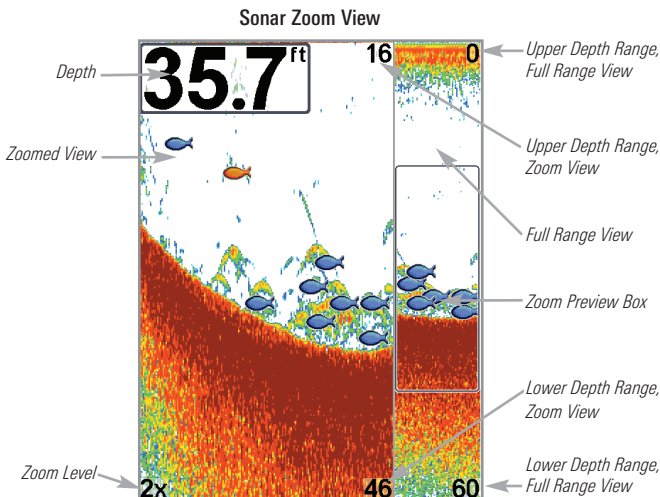 Sonar Zoom View
Depth
35.7 ft
16
0
Upper Depth Range,
Full Range View
Zoomed View
Upper Depth Range,
Zoom View
Full Range View
Zoom Preview Box
Lower Depth Range,
Zoom View
Zoom Level
2x
46
60
Lower Depth Range,
Full Range View